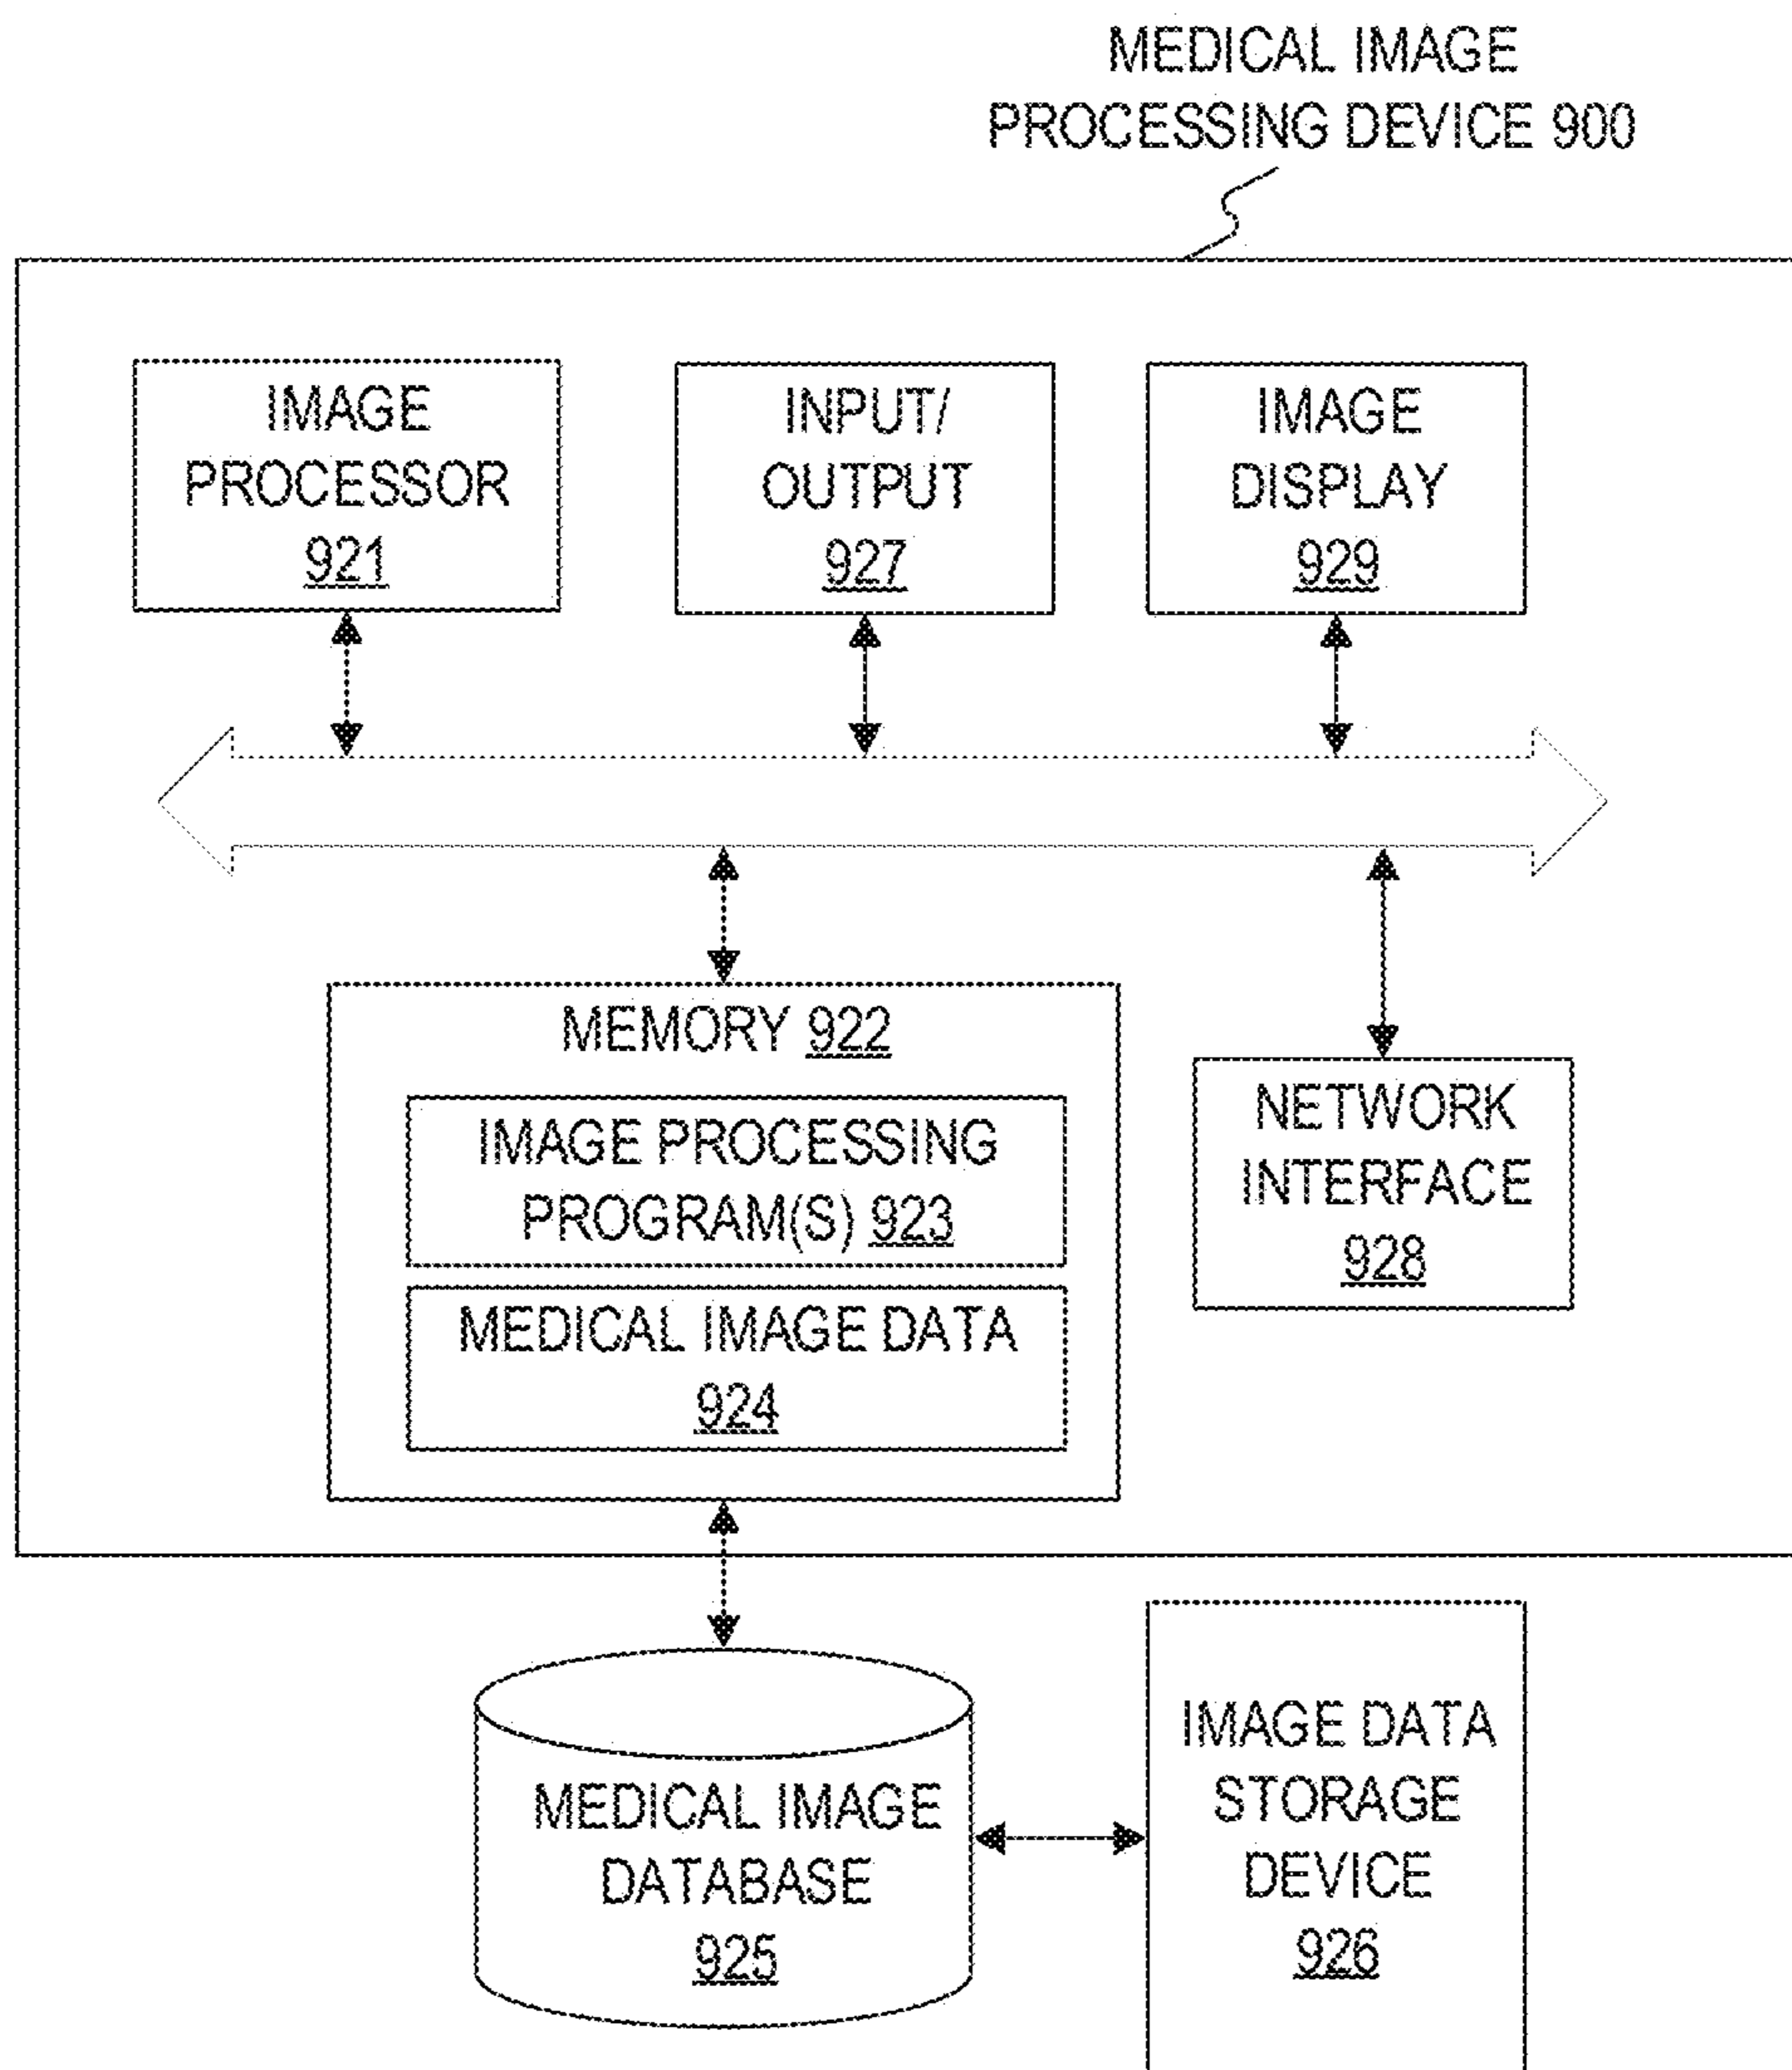 MEDICAL IMAGE
PROCESSING DEVICE 900
IMAGE
PROCESSOR
921
INPUT/
OUTPUT
927
IMAGE
DISPLAY
929
MEMORY 922
IMAGE PROCESSING
PROGRAM(S) 923
MEDICAL IMAGE DATA
924
NETWORK
INTERFACE
928
MEDICAL IMAGE
DATABASE
925
IMAGE DATA
STORAGE
DEVICE
926